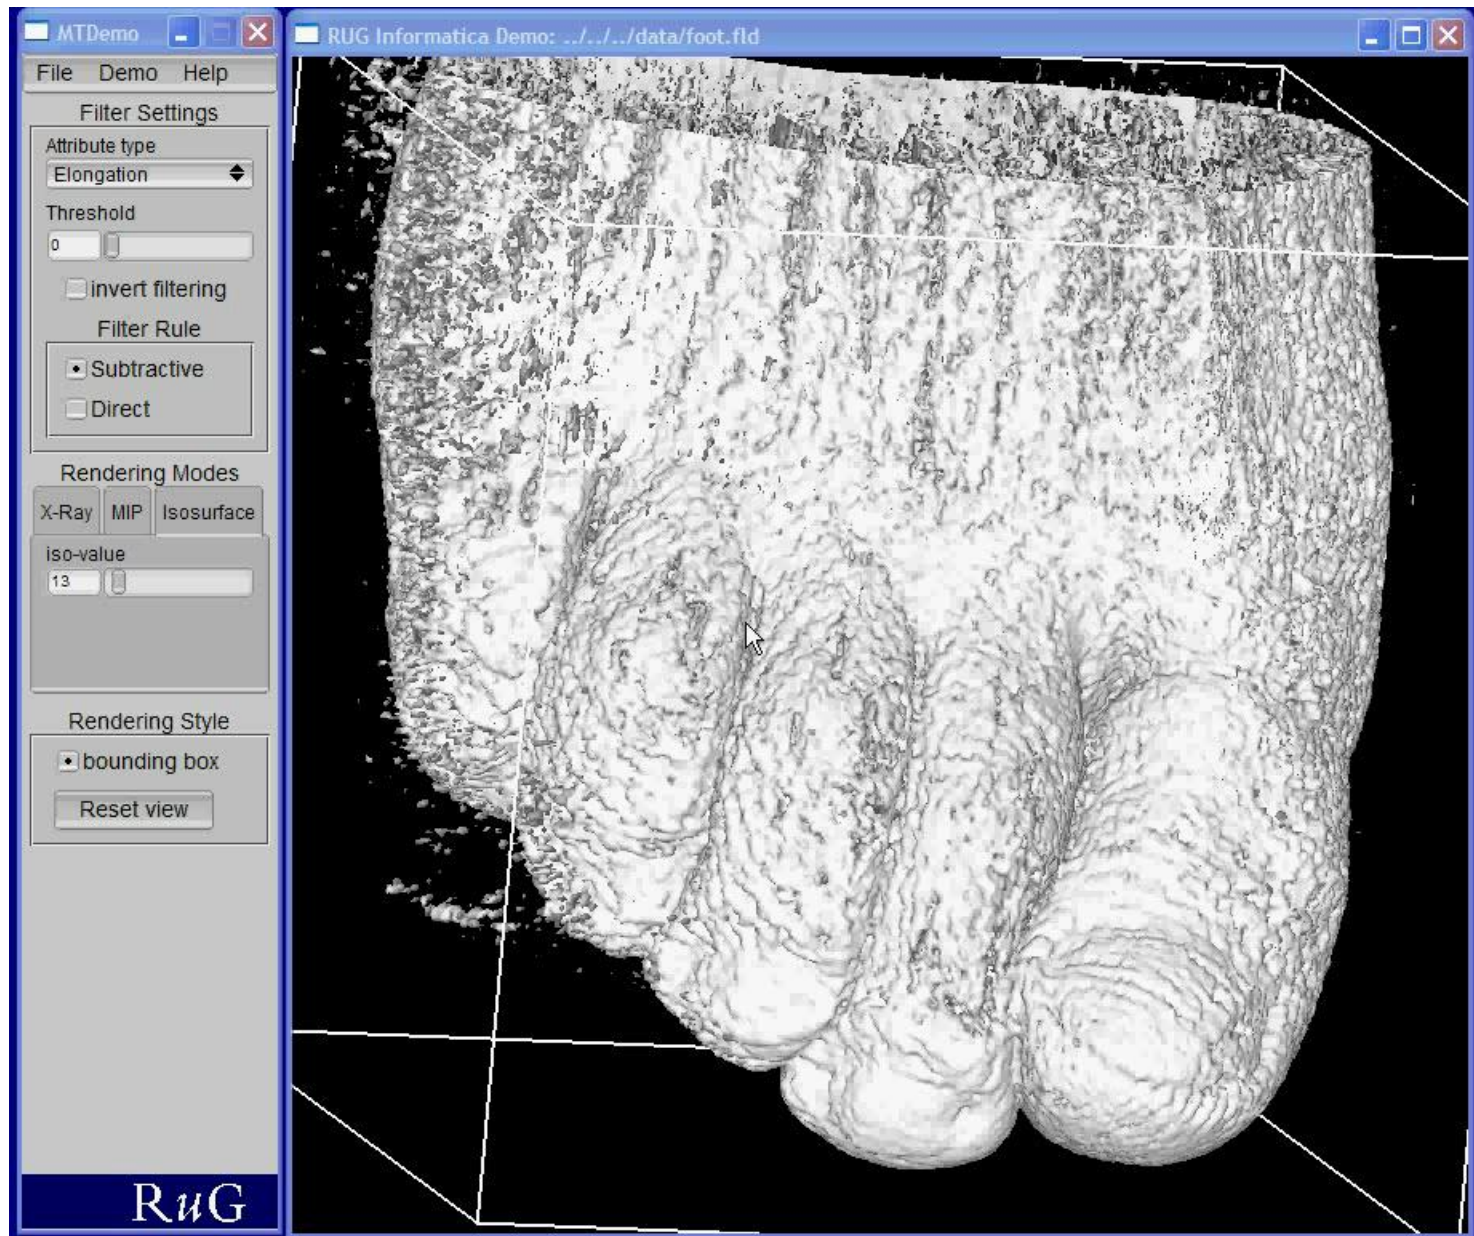 MTDemo
RUG Informatica Demo: ../../../data/foot.fld
File Demo Help
Filter Settings
Attribute type
Elongation
Threshold
0
invert filtering
Filter Rule
Subtractive
Direct
Rendering Modes
X-Ray MIP Isosurface
iso-value
13
Rendering Style
bounding box
Reset view
RuG